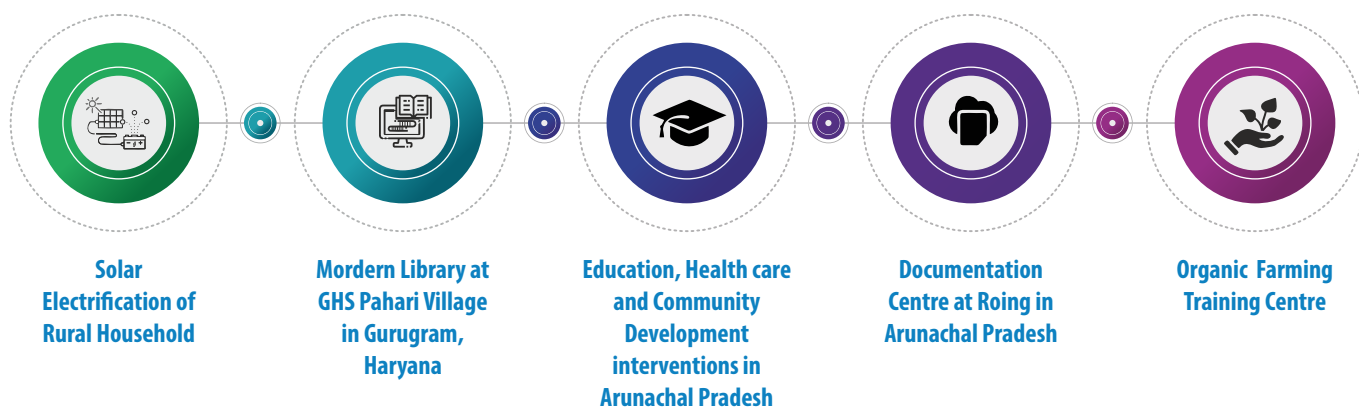 Solar
Electrification of
Rural Household
Mordern Library at
GHS Pahari Village
in Gurugram,
Haryana
Education, Health care
and Community
Development
interventions in
Arunachal Pradesh
Documentation
Centre at Roing in
Arunachal Pradesh
Organic Farming
Training Centre